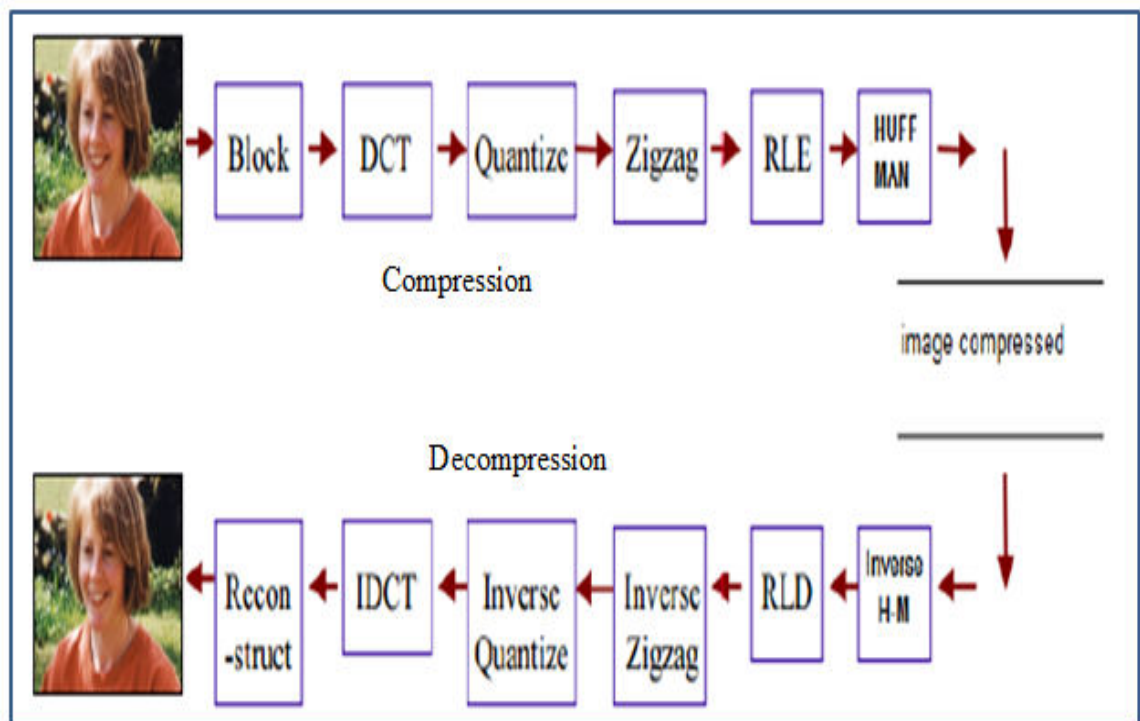 Block
DCT
Quantize
Zigzag
RLE
HUFF
MAN
Compression
image compressed
Decompression
Recon
-struct
IDCT
Inverse
Quantize
Inverse
Zigzag
RLD
Inverse
H-M